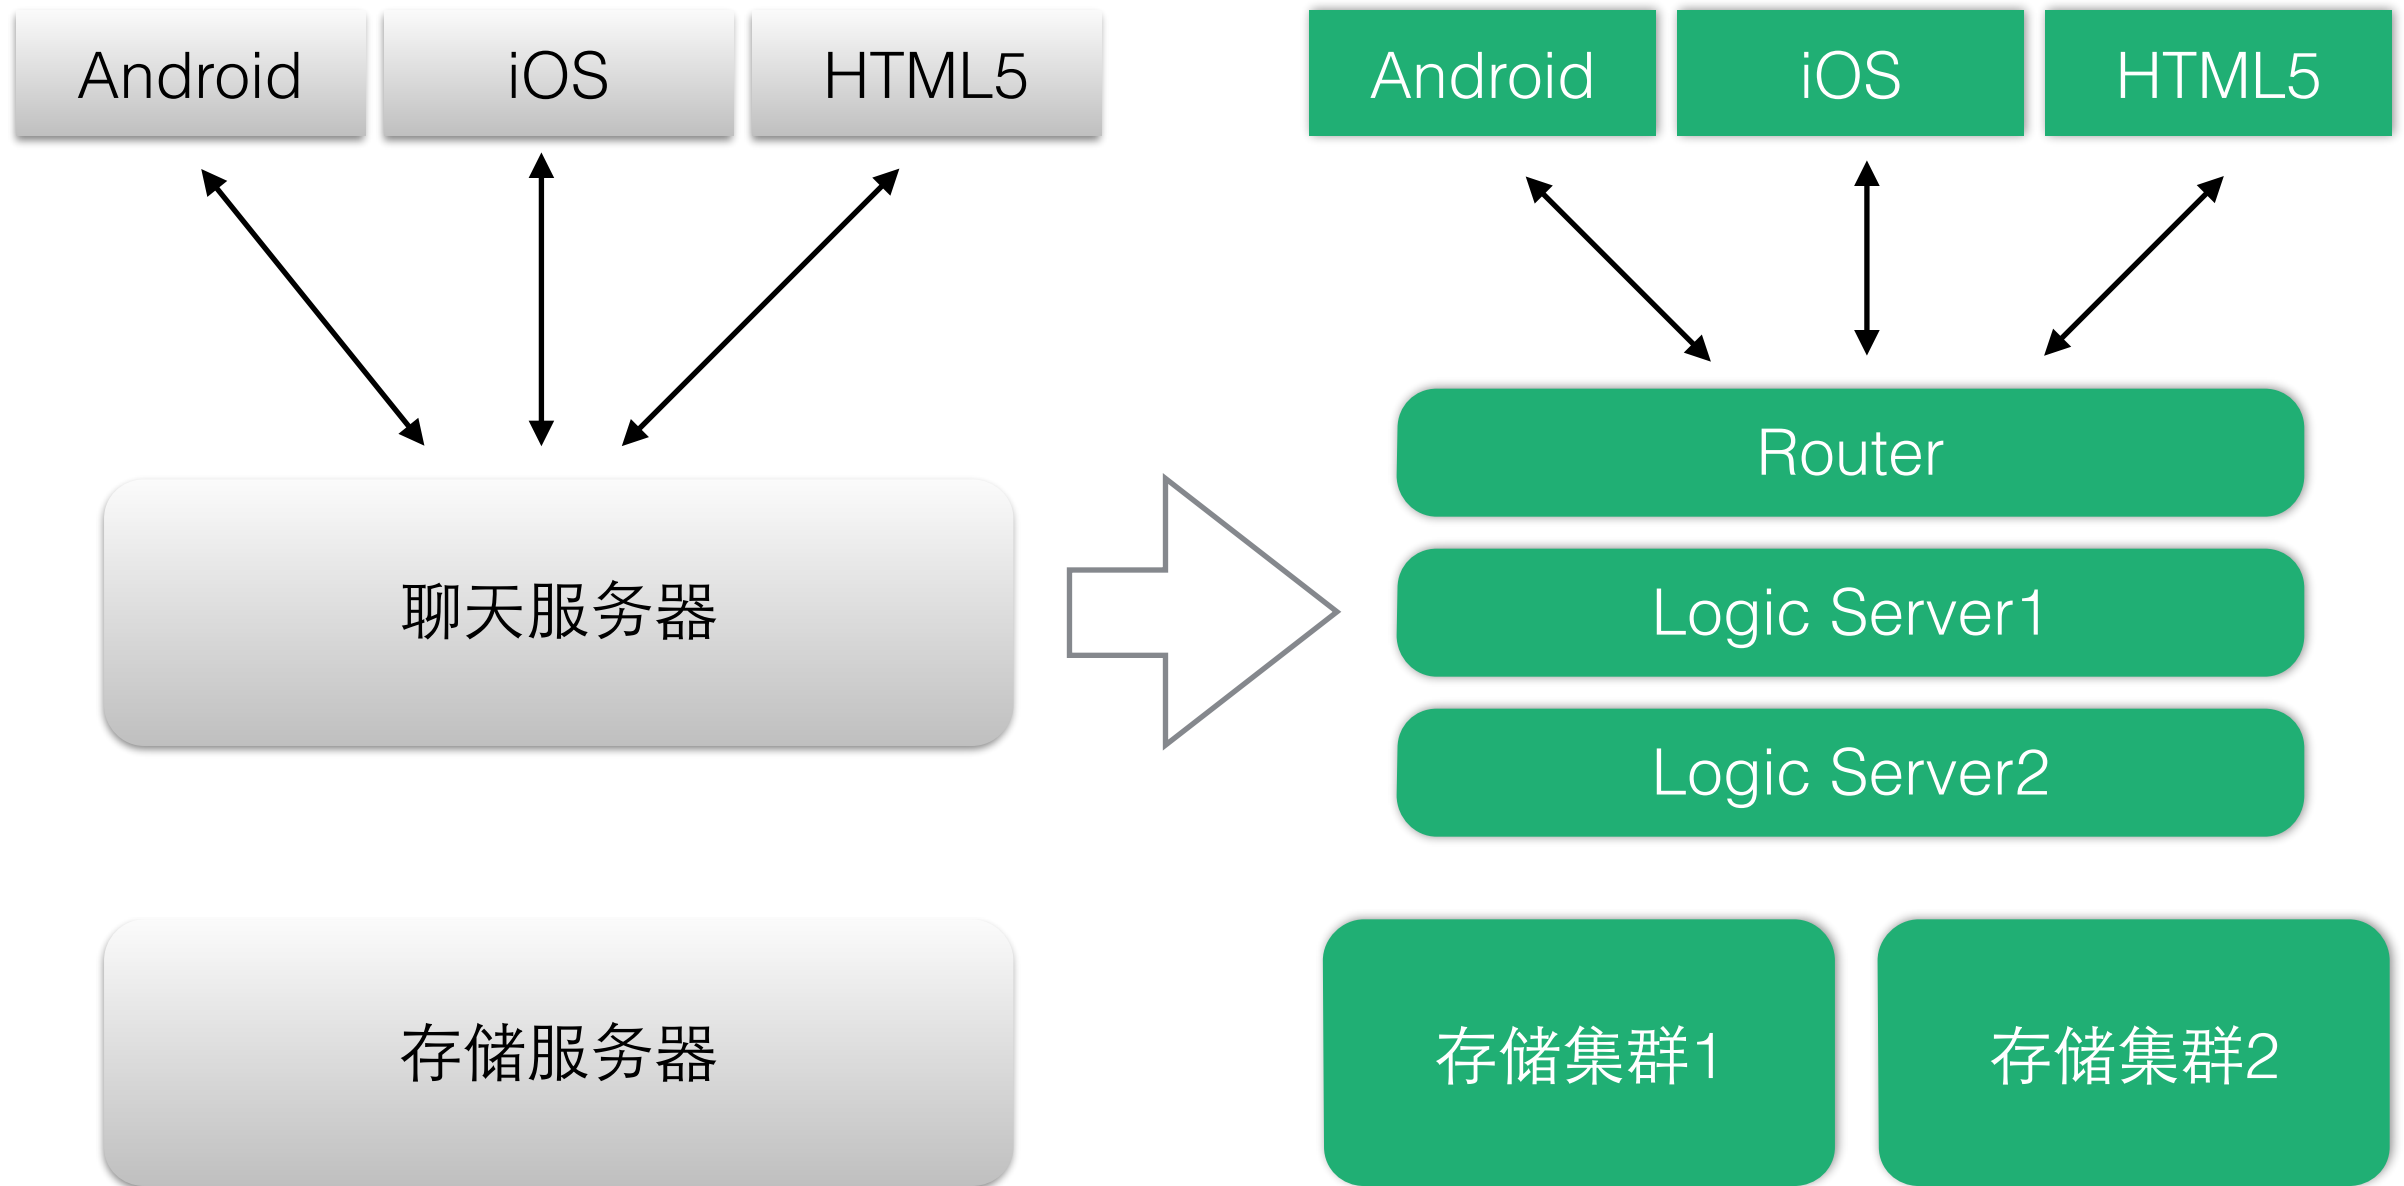 Android
iOS
HTML5
聊天服务器
存储服务器
Android
iOS
HTML5
Router
Logic Server1
Logic Server2
存储集群1
存储集群2